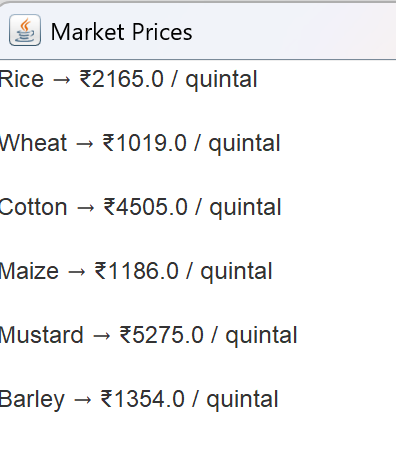 Market Prices
Rice → ₹2165.0 / quintal
Wheat → ₹1019.0 / quintal
Cotton → ₹4505.0 / quintal
Maize → ₹1186.0 / quintal
Mustard → ₹5275.0 / quintal
Barley → ₹1354.0 / quintal